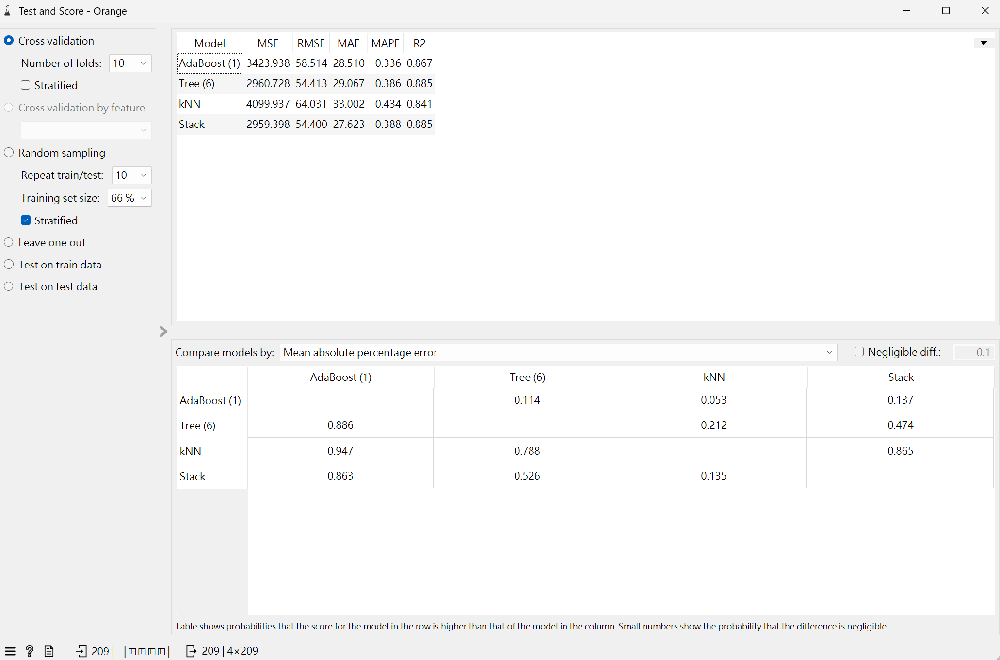 Test and Score - Orange
Cross validation
Number of folds: 10
Stratified
Cross validation by feature
Random sampling
Repeat train/test: 10
Training set size: 66 %
Stratified
Leave one out
Test on train data
Test on test data
Model MSE RMSE MAE MAPE R2
AdaBoost (1) 3423.938 58.514 28.510 0.336 0.867
Tree (6) 2960.728 54.413 29.067 0.386 0.885
kNN 4099.937 64.031 33.002 0.434 0.841
Stack 2959.398 54.400 27.623 0.388 0.885
Compare models by: Mean absolute percentage error Negligible diff.: 0.1
AdaBoost (1) Tree (6) kNN Stack
AdaBoost (1) 0.114 0.053 0.137
Tree (6) 0.886 0.212 0.474
kNN 0.947 0.788 0.865
Stack 0.863 0.526 0.135
Table shows probabilities that the score for the model in the row is higher than that of the model in the column. Small numbers show the probability that the difference is negligible.
209 | - | | - 209 | 4×209